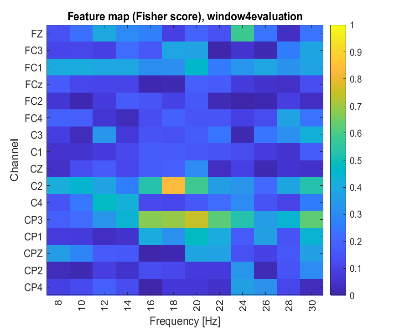 Feature map (Fisher score), window4evaluation
Channel
FZ
FC3
FC1
FCz
FC2
FC4
C3
C1
CZ
C2
C4
CP3
CP1
CPZ
CP2
CP4
8 10 12 14 16 18 20 22 24 26 28 30
Frequency [Hz]
1
0.9
0.8
0.7
0.6
0.5
0.4
0.3
0.2
0.1
0